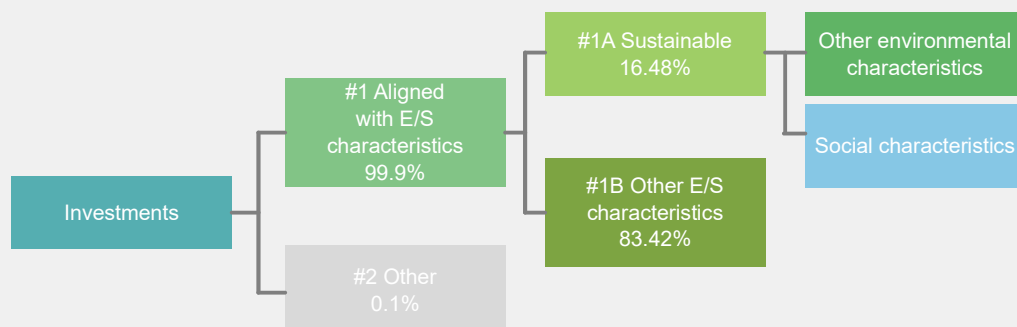 Investments
#1 Aligned
with E/S
characteristics
99.9%
#2 Other
0.1%
#1A Sustainable
16.48%
#1B Other E/S
characteristics
83.42%
Other environmental
characteristics
Social characteristics